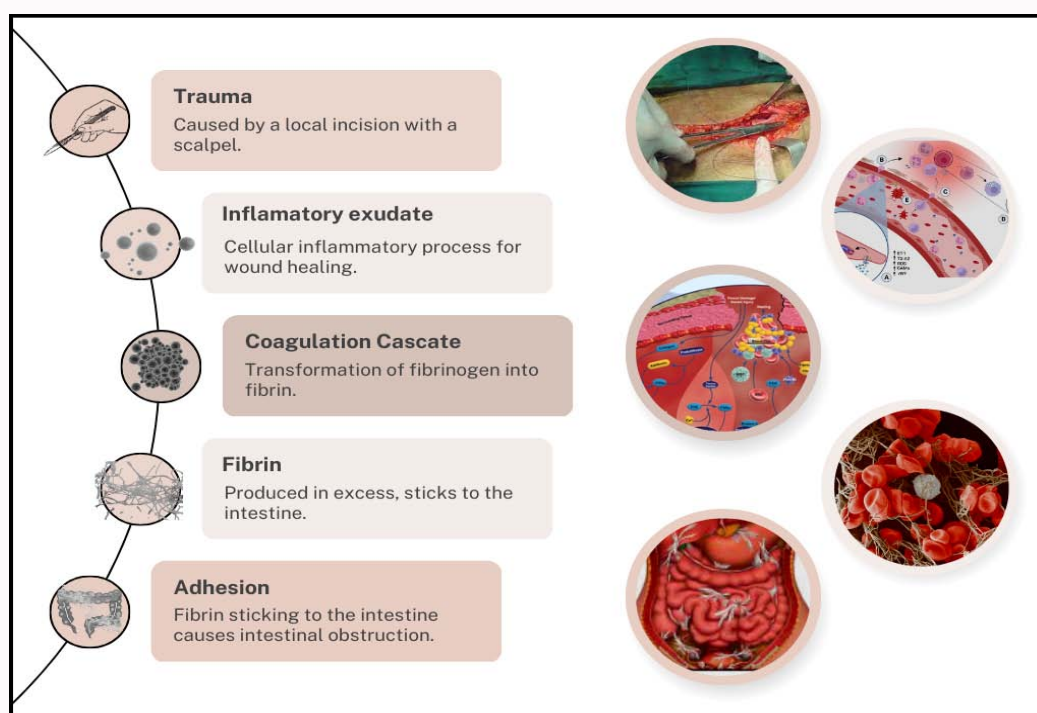 Trauma
Caused by a local incision with a
scalpel.
Inflamatory exudate
Cellular inflammatory process for
wound healing.
Coagulation Cascate
Transformation of fibrinogen into
fibrin.
Fibrin
Produced in excess, sticks to the
intestine.
Adhesion
Fibrin sticking to the intestine
causes intestinal obstruction.
B
C
E
D
A